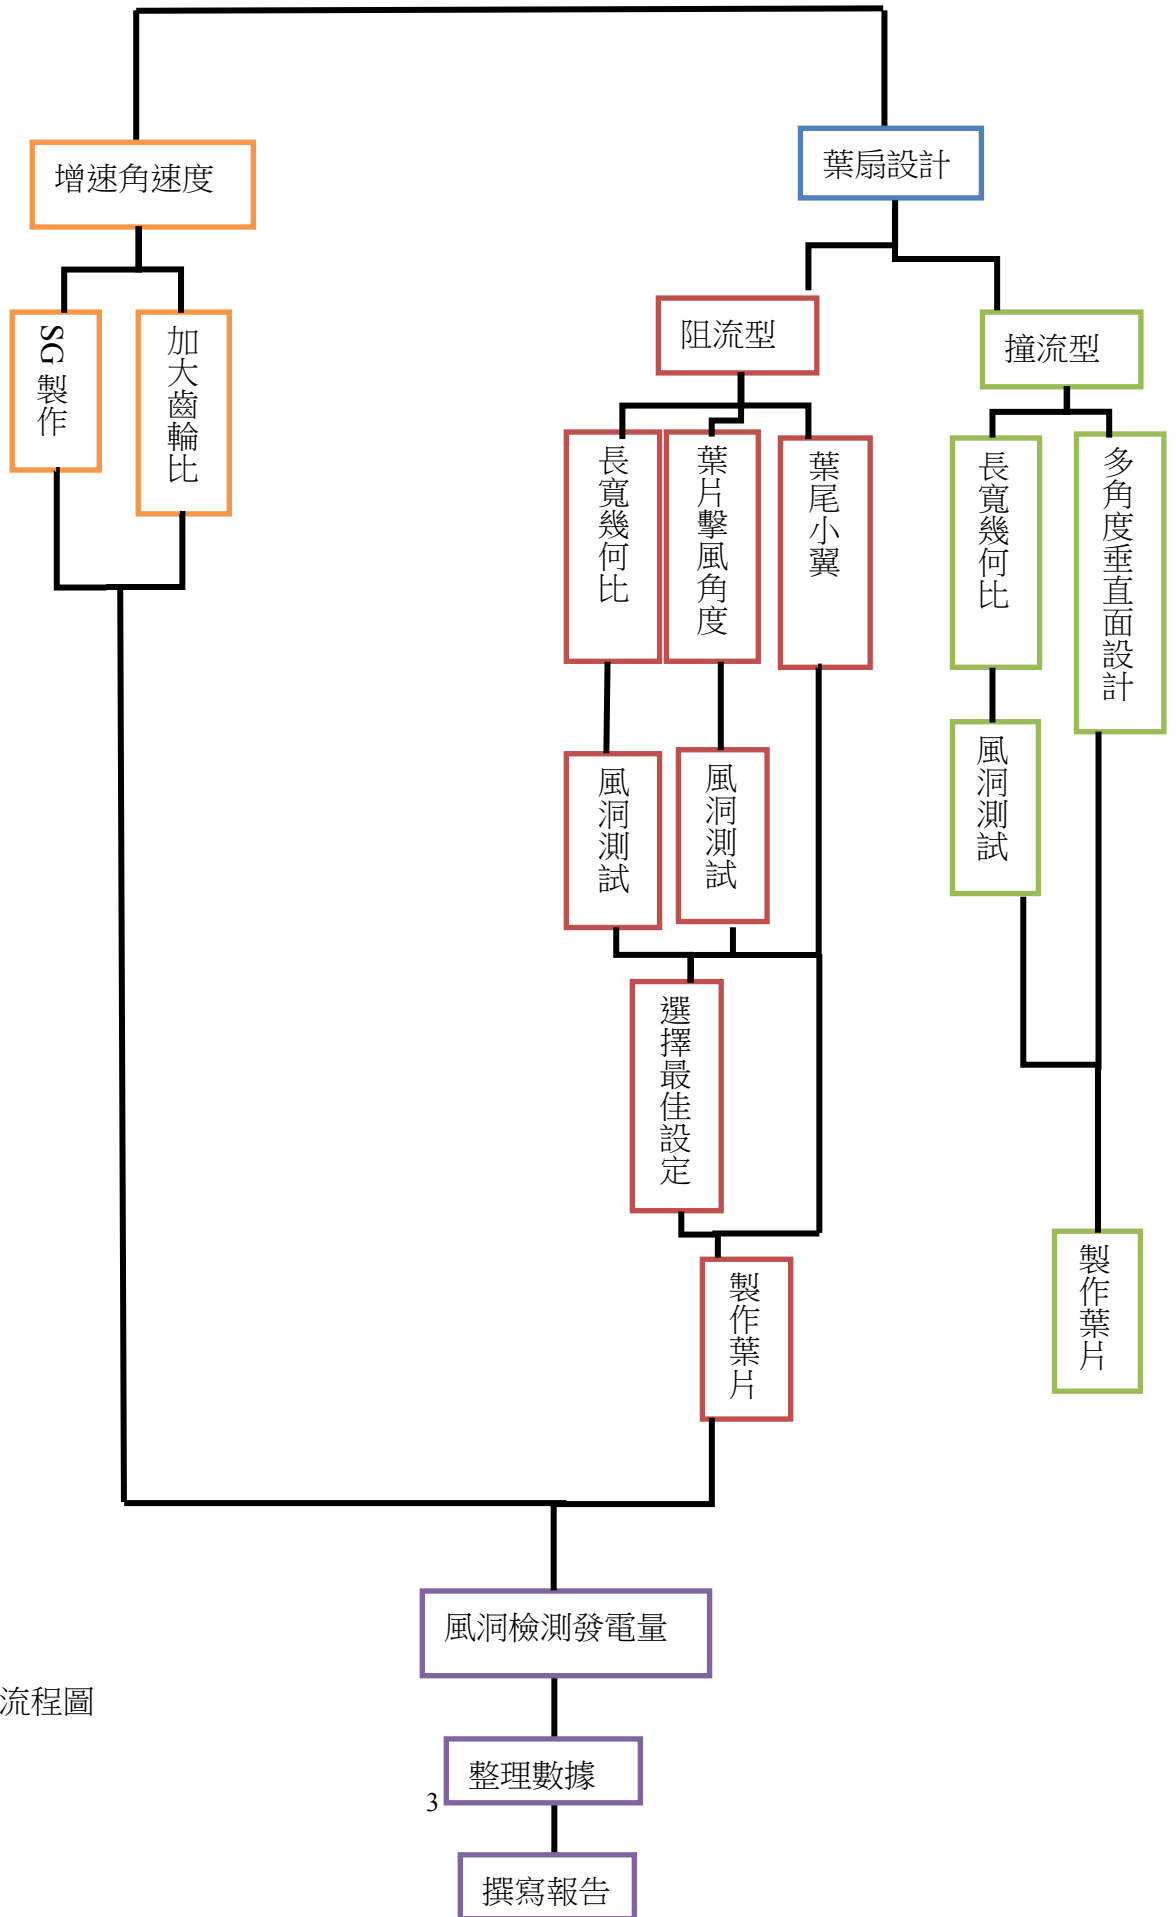 增速角速度
葉扇設計
SG 製作
加大齒輪比
阻流型
撞流型
長寬幾何比
葉片擊風角度
葉尾小翼
長寬幾何比
多角度垂直面設計
風洞測試
風洞測試
風洞測試
選擇最佳設定
製作葉片
製作葉片
風洞檢測發電量
流程圖
整理數據
3
撰寫報告